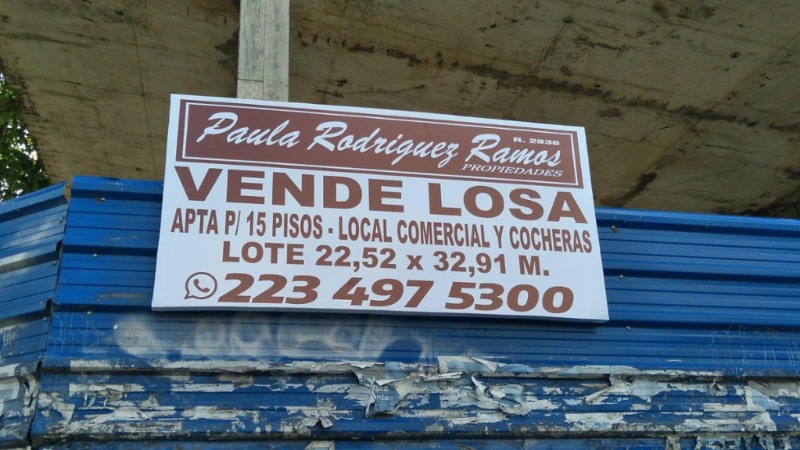 Paula Rodriguez Ramos
R. 2838
PROPIEDADES
VENDE LOSA
APTA P/ 15 PISOS - LOCAL COMERCIAL Y COCHERAS
LOTE 22,52 x 32,91 M.
223 497 5300